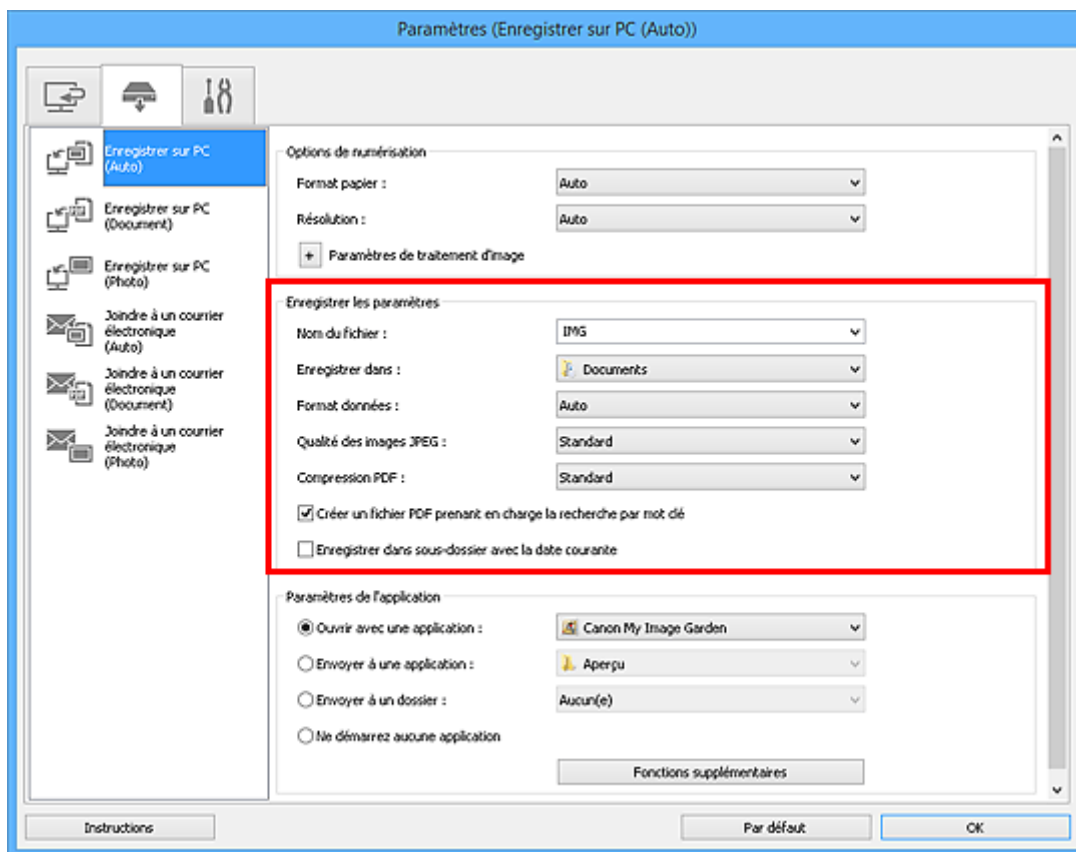 Paramètres (Enregistrer sur PC (Auto))
Enregistrer sur PC
(Auto)
Enregistrer sur PC
(Document)
Enregistrer sur PC
(Photo)
Joindre à un courrier
électronique
(Auto)
Joindre à un courrier
électronique
(Document)
Joindre à un courrier
électronique
(Photo)
Options de numérisation
Format papier : Auto
Résolution : Auto
+ Paramètres de traitement d'image
Enregistrer les paramètres
Nom du fichier : IMG
Enregistrer dans : Documents
Format données : Auto
Qualité des images JPEG : Standard
Compression PDF : Standard
Créer un fichier PDF prenant en charge la recherche par mot clé
Enregistrer dans sous-dossier avec la date courante
Paramètres de l'application
Ouvrir avec une application : Canon My Image Garden
Envoyer à une application : Aperçu
Envoyer à un dossier : Aucun(e)
Ne démarrez aucune application
Fonctions supplémentaires
Instructions Par défaut OK